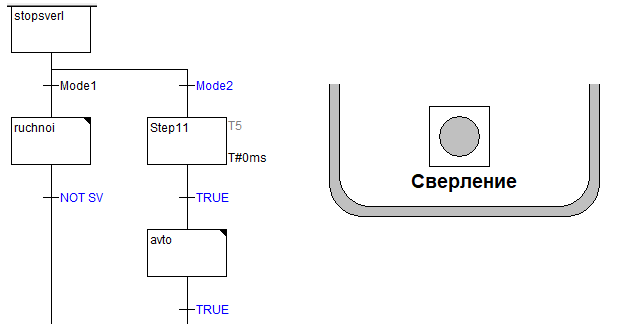 stopsverl
Mode1
Mode2
ruchnoi
Step11
T5
T#0ms
NOT SV
TRUE
avto
TRUE
Сверление